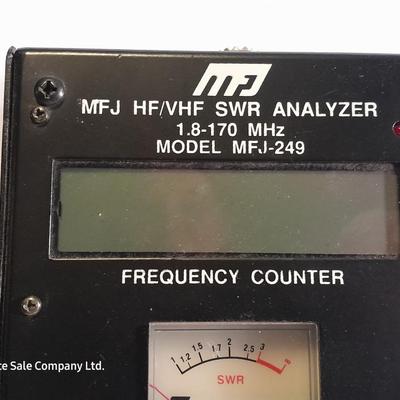 MFJ
MFJ HF/VHF SWR ANALYZER
1.8-170 MHz
MODEL MFJ-249
FREQUENCY COUNTER
1 1.2 1.5 1.7 2 2.5 3
SWR
Sale Company Ltd.